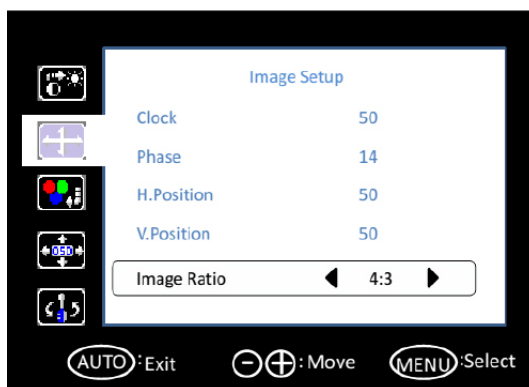 Image Setup
Clock 50
Phase 14
H.Position 50
V.Position 50
OSD
Image Ratio 4:3
AUTO : Exit : Move MENU :Select